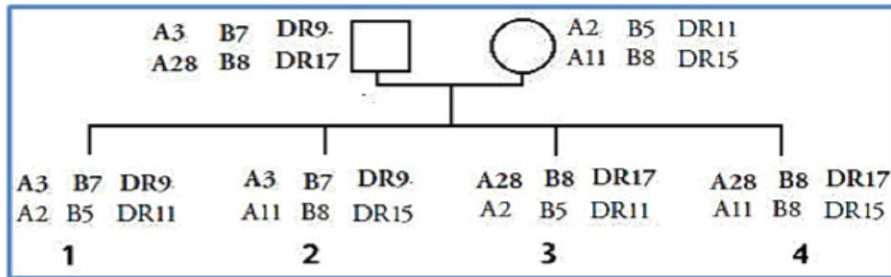 A3 B7 DR9
A28 B8 DR17
A2 B5 DR11
A11 B8 DR15
A3 B7 DR9
A2 B5 DR11
1
A3 B7 DR9
A11 B8 DR15
2
A28 B8 DR17
A2 B5 DR11
3
A28 B8 DR17
A11 B8 DR15
4